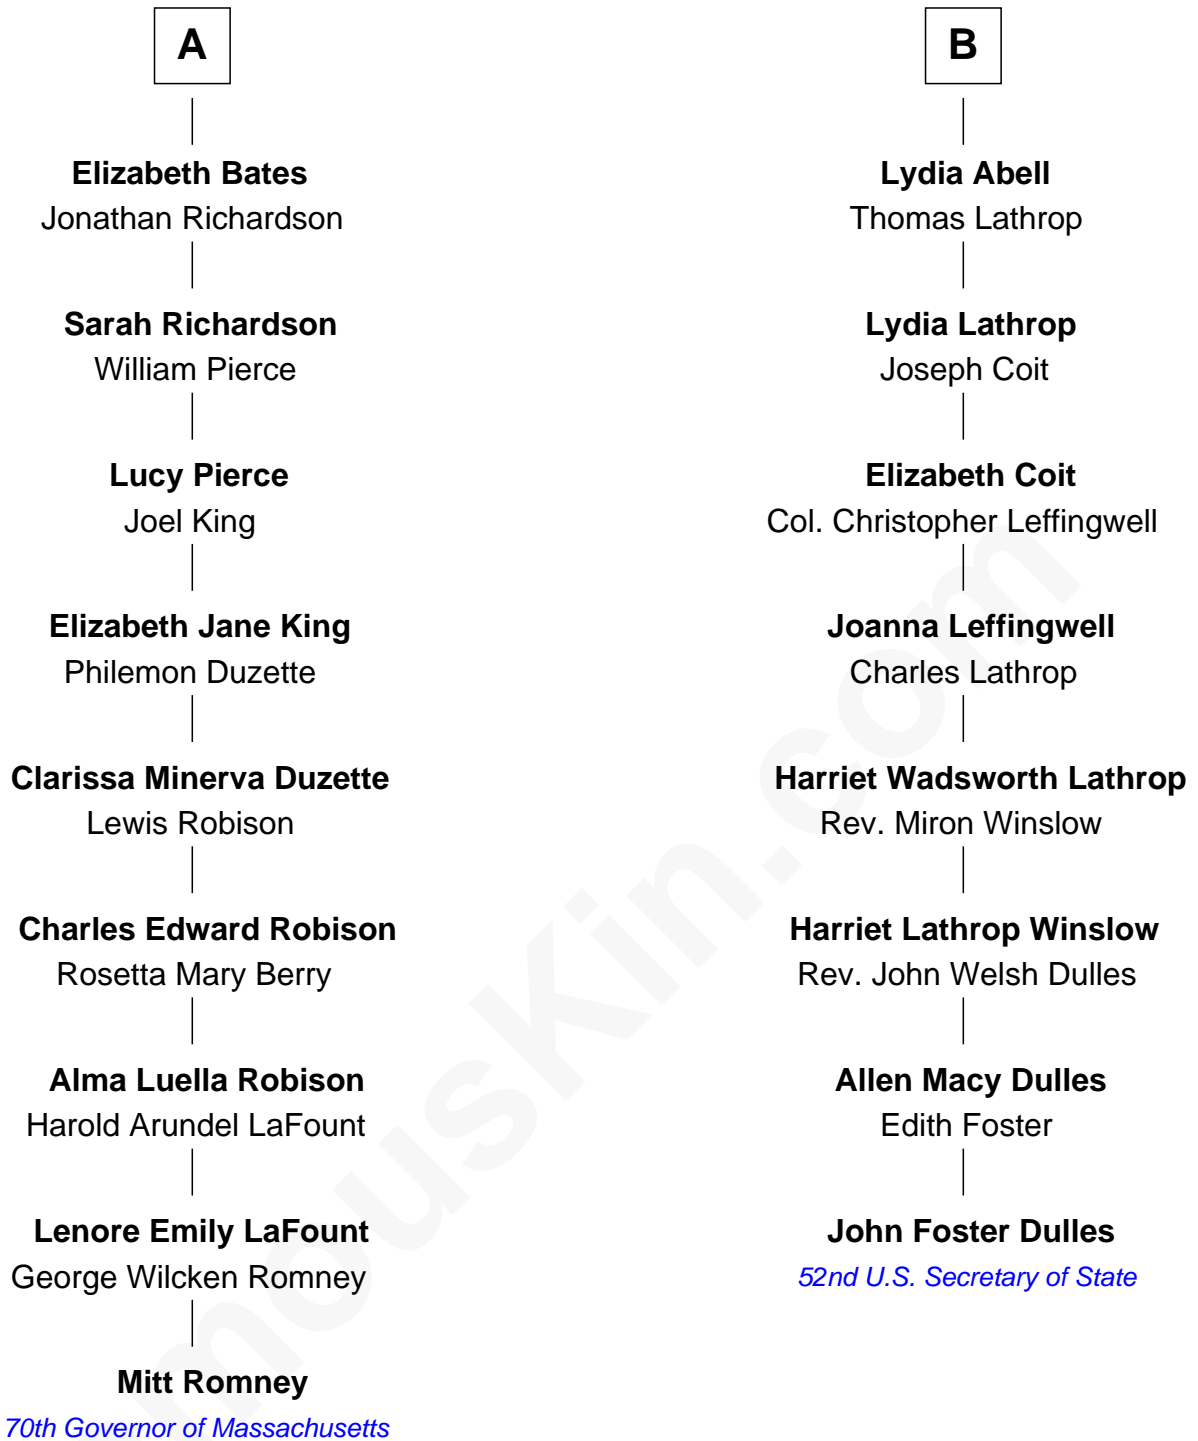 A
Elizabeth Bates
Jonathan Richardson
Sarah Richardson
William Pierce
Lucy Pierce
Joel King
Elizabeth Jane King
Philemon Duzette
Clarissa Minerva Duzette
Lewis Robison
Charles Edward Robison
Rosetta Mary Berry
Alma Luella Robison
Harold Arundel LaFount
Lenore Emily LaFount
George Wilcken Romney
Mitt Romney
70th Governor of Massachusetts
B
Lydia Abell
Thomas Lathrop
Lydia Lathrop
Joseph Coit
Elizabeth Coit
Col. Christopher Leffingwell
Joanna Leffingwell
Charles Lathrop
Harriet Wadsworth Lathrop
Rev. Miron Winslow
Harriet Lathrop Winslow
Rev. John Welsh Dulles
Allen Macy Dulles
Edith Foster
John Foster Dulles
52nd U.S. Secretary of State
mousKin.com